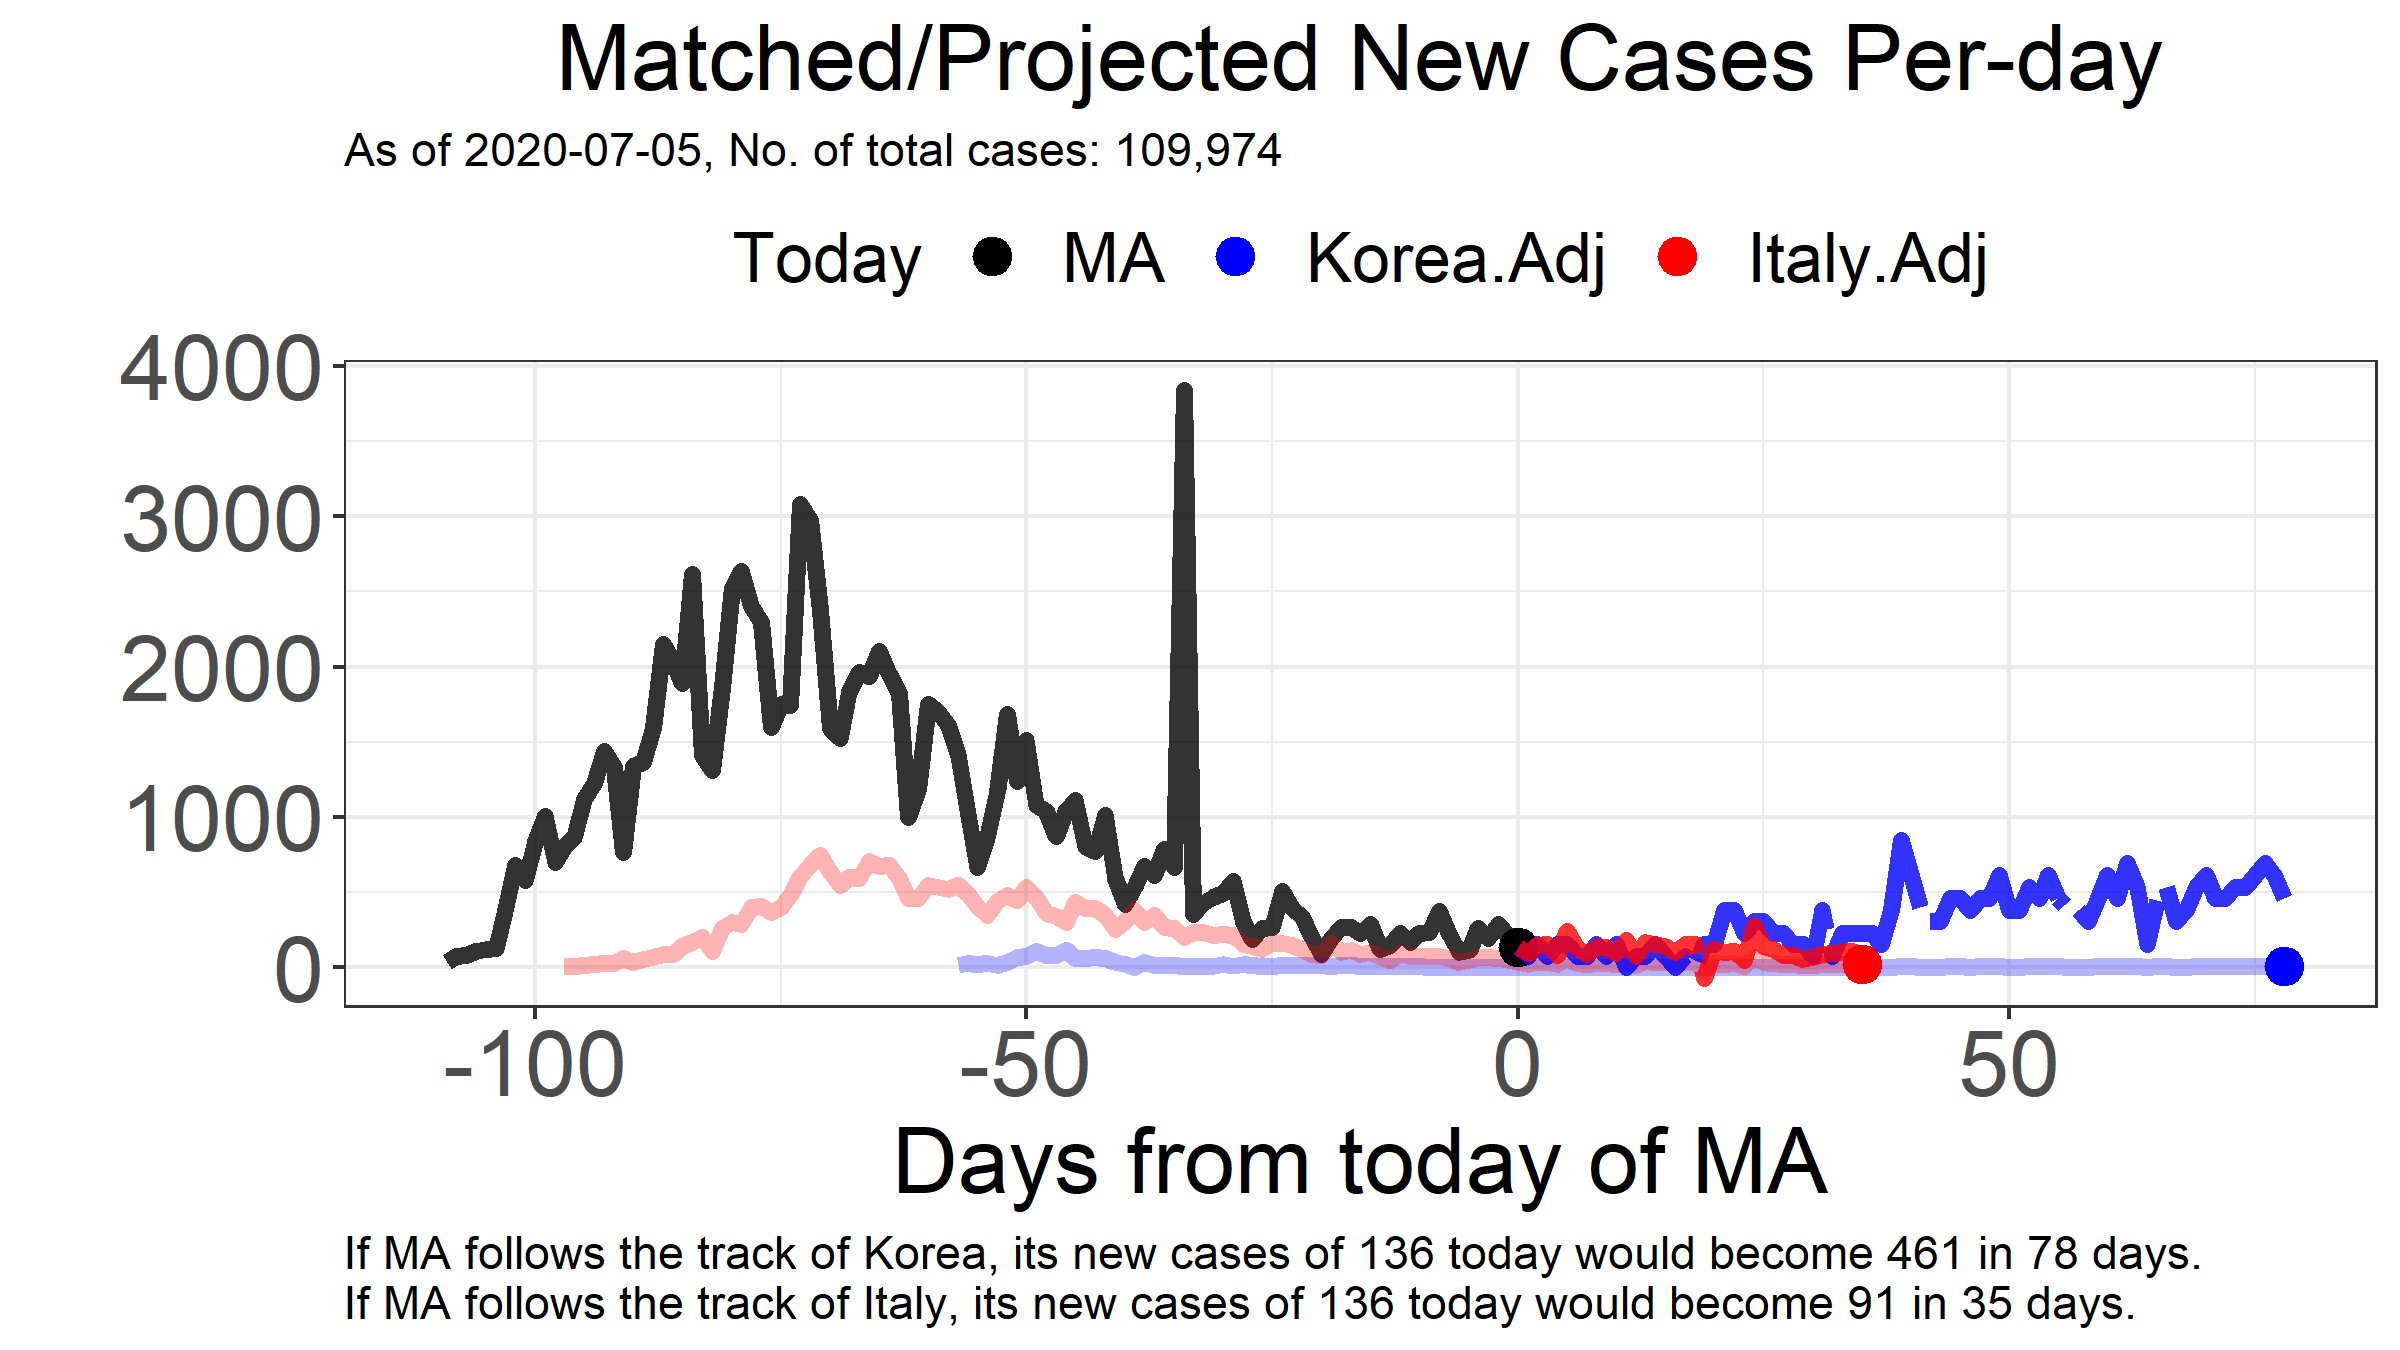 Matched/Projected New Cases Per-day
As of 2020-07-05, No. of total cases: 109,974
Today MA Korea.Adj Italy.Adj
4000
3000
2000
1000
0
-100 -50 0 50
Days from today of MA
If MA follows the track of Korea, its new cases of 136 today would become 461 in 78 days.
If MA follows the track of Italy, its new cases of 136 today would become 91 in 35 days.